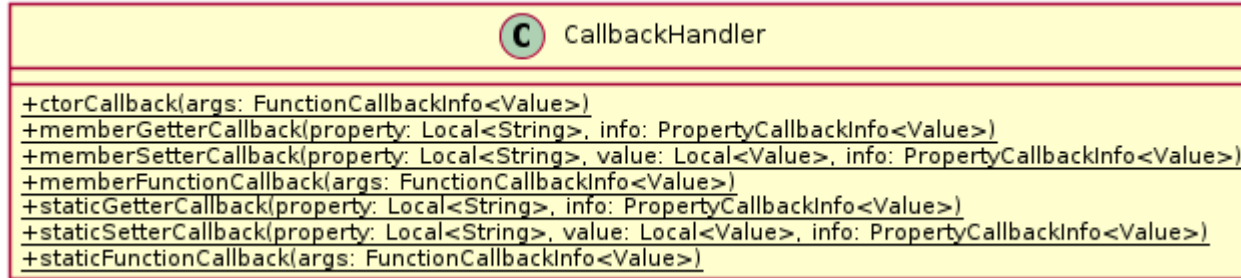 C CallbackHandler
+ctorCallback(args: FunctionCallbackInfo<Value>)
+memberGetterCallback(property: Local<String>, info: PropertyCallbackInfo<Value>)
+memberSetterCallback(property: Local<String>, value: Local<Value>, info: PropertyCallbackInfo<Value>)
+memberFunctionCallback(args: FunctionCallbackInfo<Value>)
+staticGetterCallback(property: Local<String>, info: PropertyCallbackInfo<Value>)
+staticSetterCallback(property: Local<String>, value: Local<Value>, info: PropertyCallbackInfo<Value>)
+staticFunctionCallback(args: FunctionCallbackInfo<Value>)